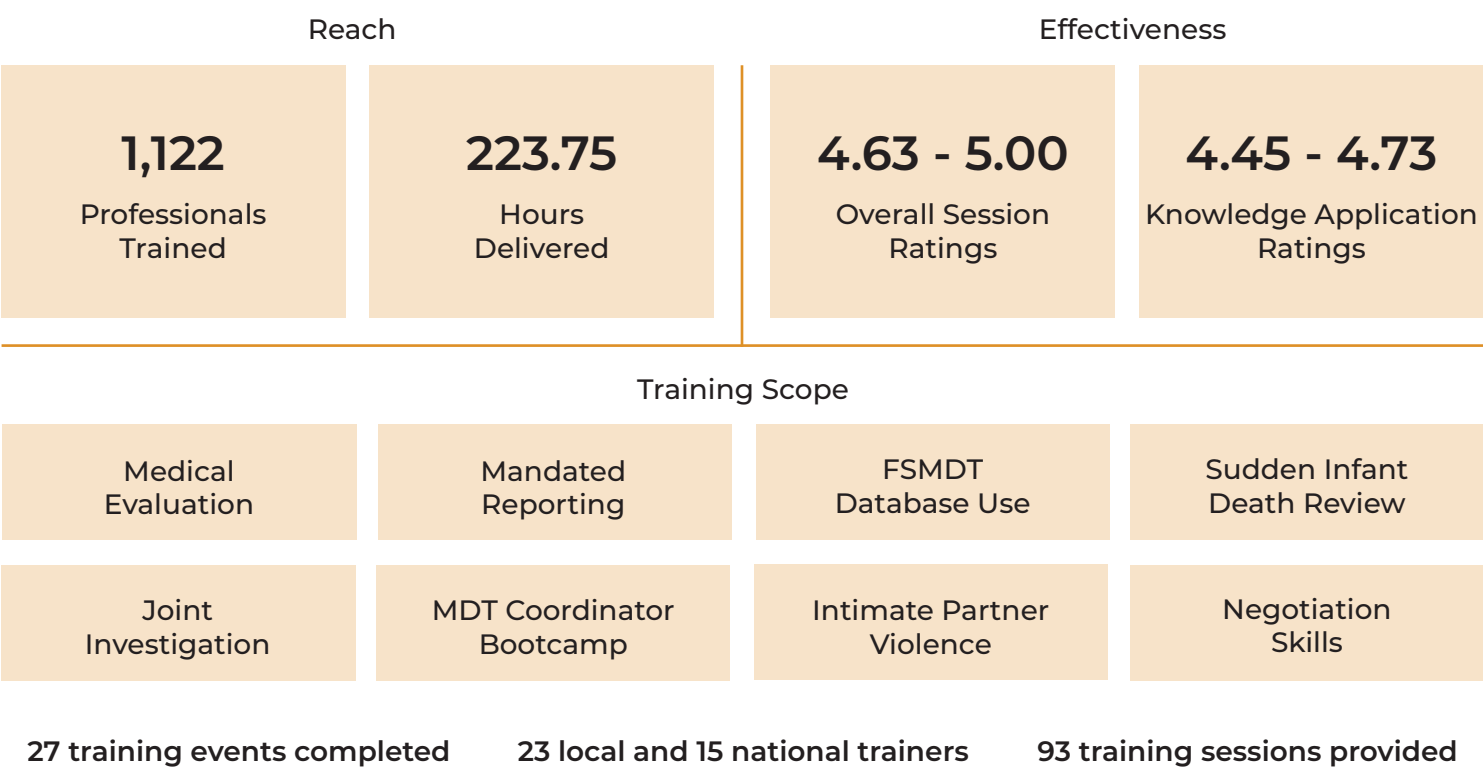 Reach
Effectiveness
1,122
Professionals
Trained
223.75
Hours
Delivered
4.63 - 5.00
Overall Session
Ratings
4.45 - 4.73
Knowledge Application
Ratings
Training Scope
Medical
Evaluation
Mandated
Reporting
FSMDT
Database Use
Sudden Infant
Death Review
Joint
Investigation
MDT Coordinator
Bootcamp
Intimate Partner
Violence
Negotiation
Skills
27 training events completed
23 local and 15 national trainers
93 training sessions provided